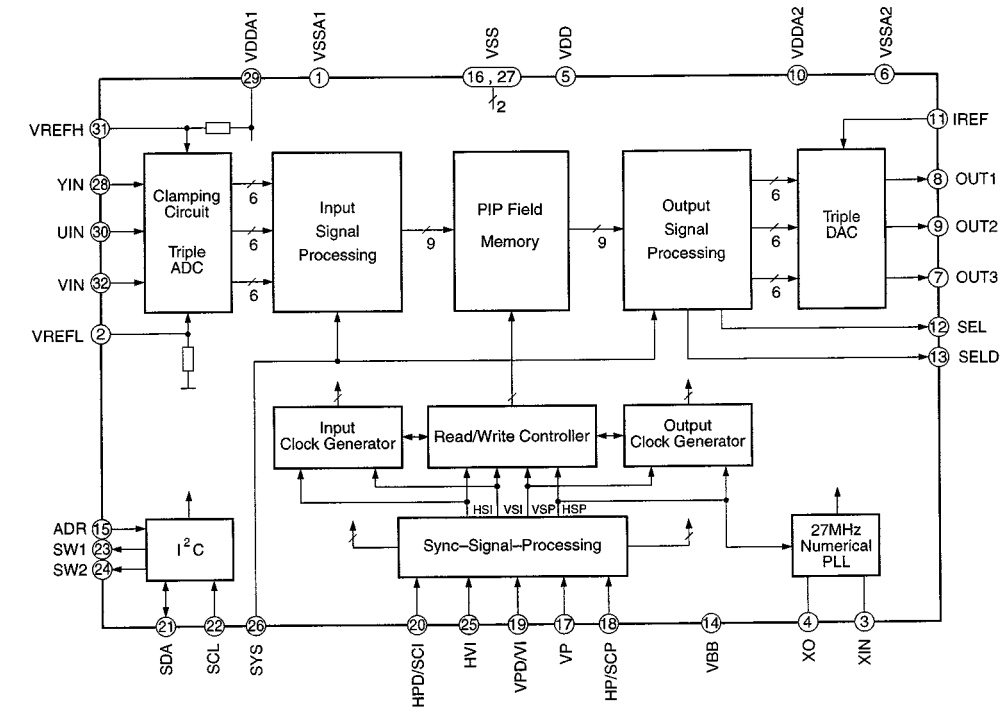 VDDA1
VSSA1
VSS
VDD
VDDA2
VSSA2
29
1
16, 27
5
10
6
2
VREFH 31
11 IREF
YIN 28
UIN 30
VIN 32
VREFL 2
Clamping
Circuit
Triple
ADC
6
6
6
Input
Signal
Processing
9
PIP Field
Memory
9
Output
Signal
Processing
6
6
6
Triple
DAC
8 OUT1
9 OUT2
7 OUT3
12 SEL
13 SELD
Input
Clock Generator
Read/Write Controller
Output
Clock Generator
HSI VSI VSP HSP
ADR 15
SW1 23
SW2 24
I²C
Sync–Signal–Processing
27MHz
Numerical
PLL
21
22
26
20
25
19
17
18
14
4
3
SDA
SCL
SYS
HPD/SCI
HVI
VPD/VI
VP
HP/SCP
VBB
XO
XIN